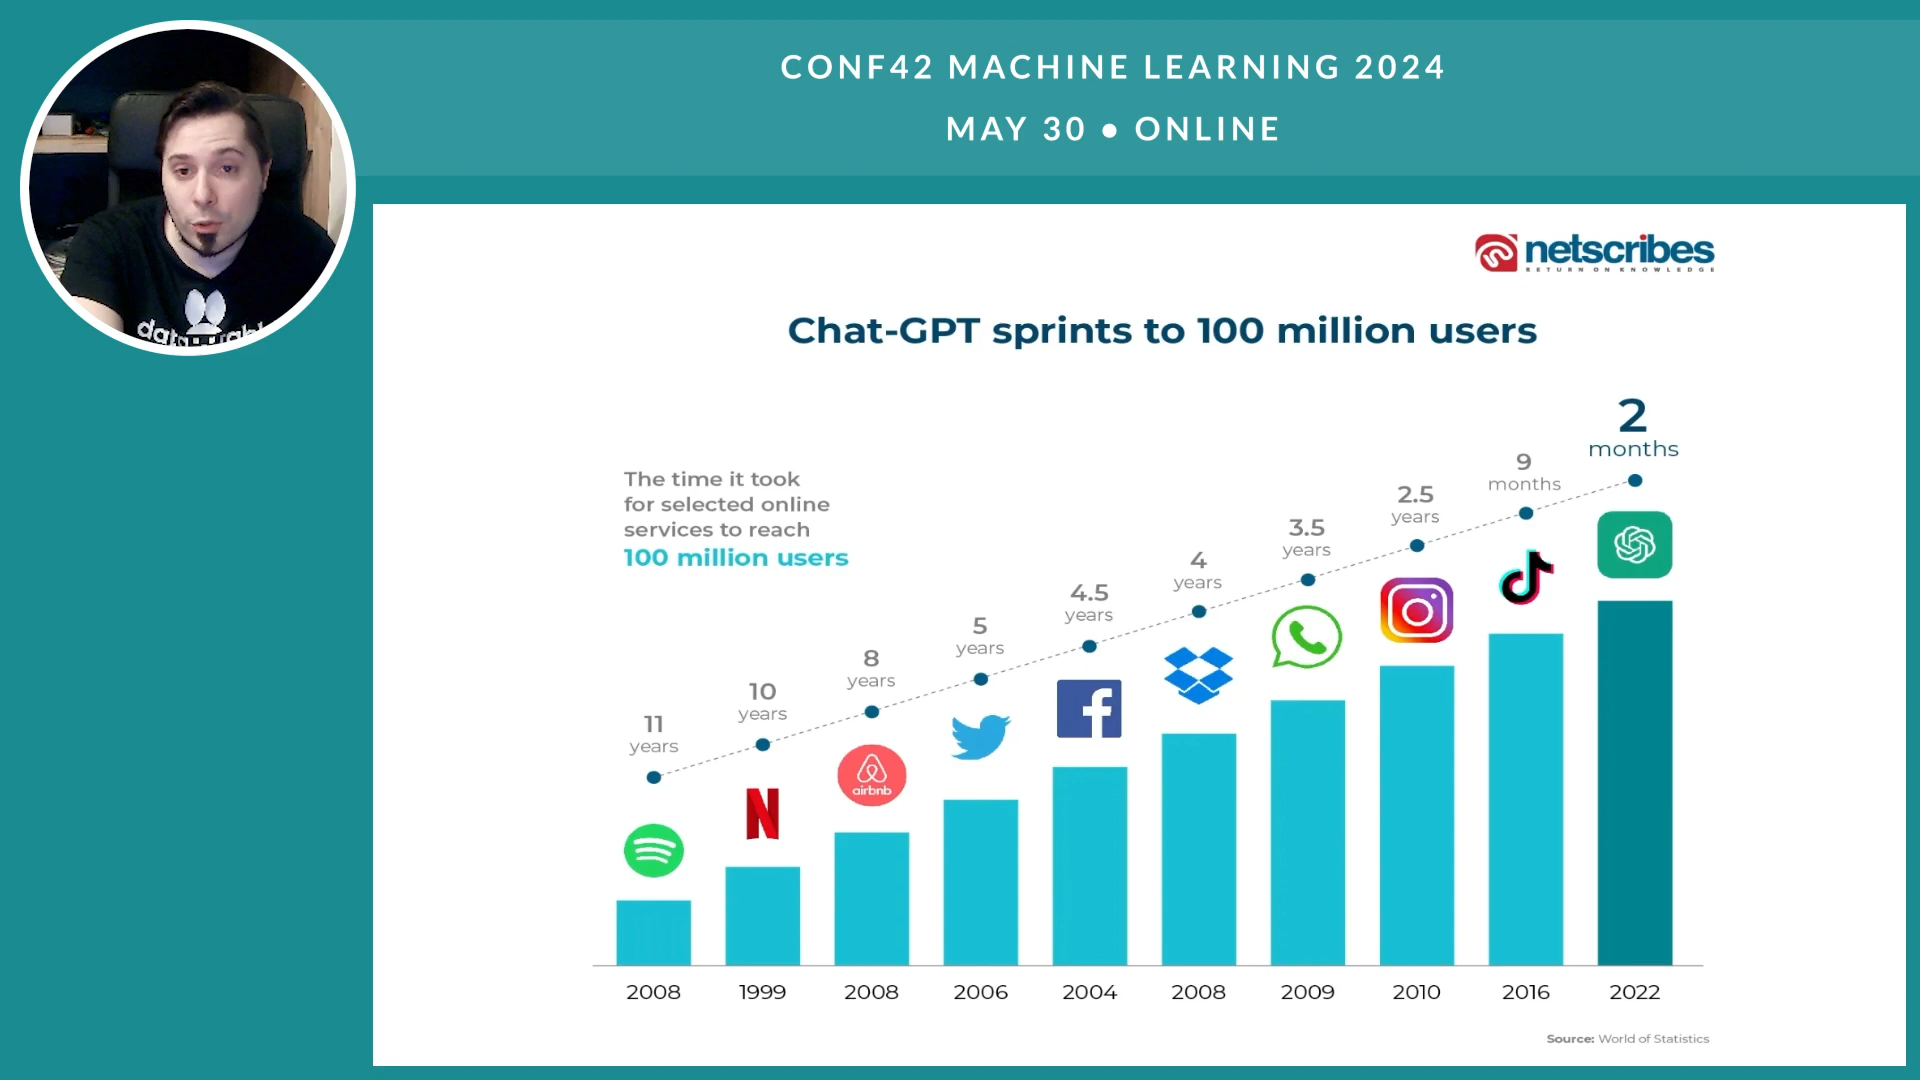 CONF42 MACHINE LEARNING 2024
MAY 30 • ONLINE
netscribes
RETURN ON KNOWLEDGE
Chat-GPT sprints to 100 million users
The time it took
for selected online
services to reach
100 million users
11
years
10
years
8
years
5
years
4.5
years
4
years
3.5
years
2.5
years
9
months
2
months
airbnb
2008 1999 2008 2006 2004 2008 2009 2010 2016 2022
Source: World of Statistics